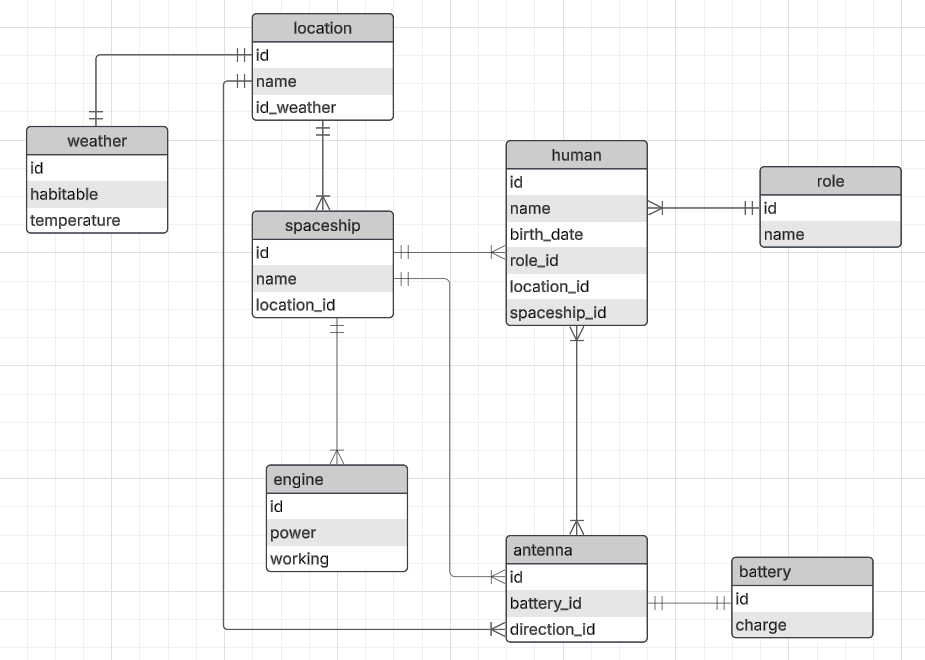 location
id
name
id_weather
weather
id
habitable
temperature
human
id
name
birth_date
role_id
location_id
spaceship_id
role
id
name
spaceship
id
name
location_id
engine
id
power
working
antenna
id
battery_id
direction_id
battery
id
charge